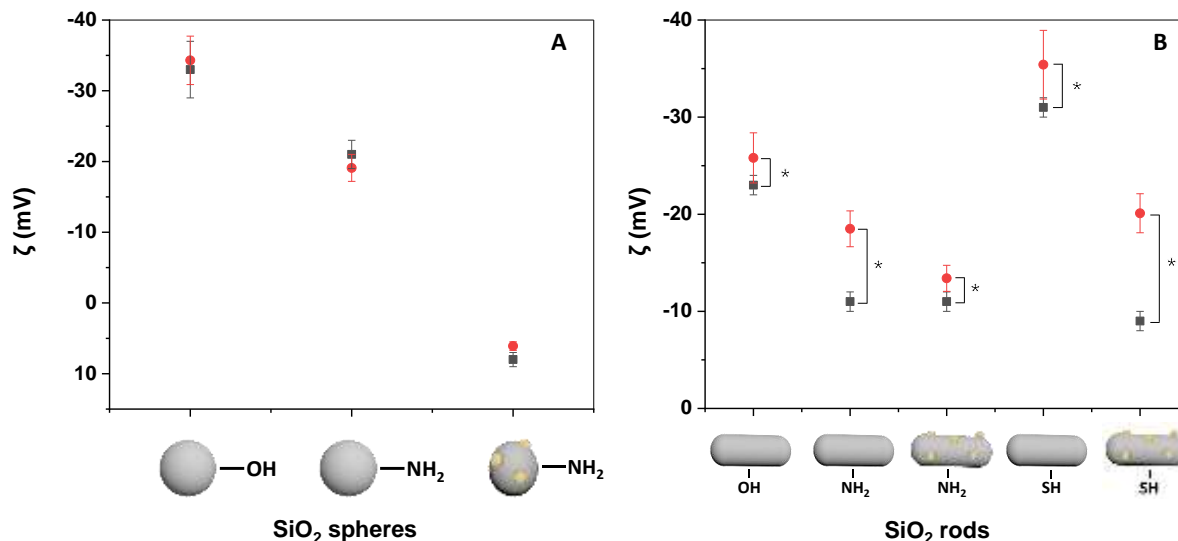 A
-40
-30
-20
-10
0
10
ζ (mV)
OH
NH₂
NH₂
SiO₂ spheres
B
-40
-30
-20
-10
0
ζ (mV)
*
*
*
*
*
OH
NH₂
NH₂
SH
SH
SiO₂ rods